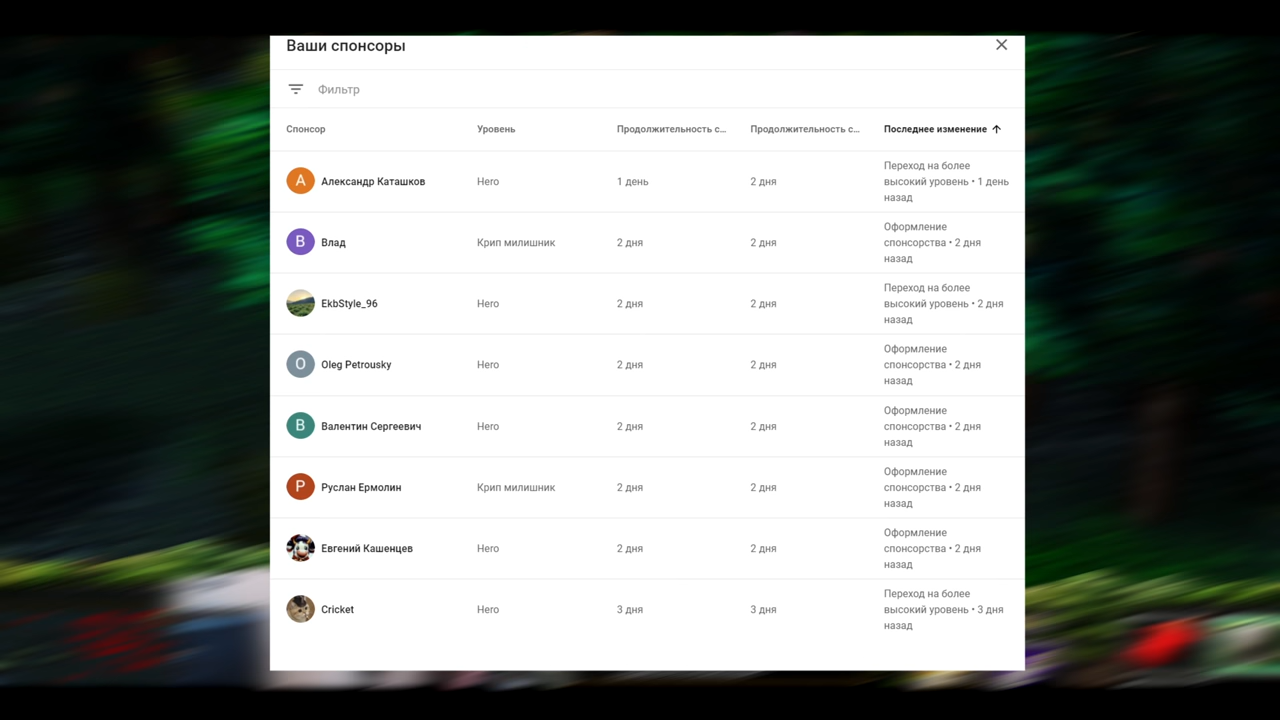 Ваши спонсоры
Фильтр
Спонсор Уровень Продолжительность с... Продолжительность с... Последнее изменение
А Александр Каташков Hero 1 день 2 дня Переход на более
высокий уровень • 1 день
назад
В Влад Крип милишник 2 дня 2 дня Оформление
спонсорства • 2 дня
назад
EkbStyle_96 Hero 2 дня 2 дня Переход на более
высокий уровень • 2 дня
назад
O Oleg Petrousky Hero 2 дня 2 дня Оформление
спонсорства • 2 дня
назад
В Валентин Сергеевич Hero 2 дня 2 дня Оформление
спонсорства • 2 дня
назад
Р Руслан Ермолин Крип милишник 2 дня 2 дня Оформление
спонсорства • 2 дня
назад
Евгений Кашенцев Hero 2 дня 2 дня Оформление
спонсорства • 2 дня
назад
Cricket Hero 3 дня 3 дня Переход на более
высокий уровень • 3 дня
назад